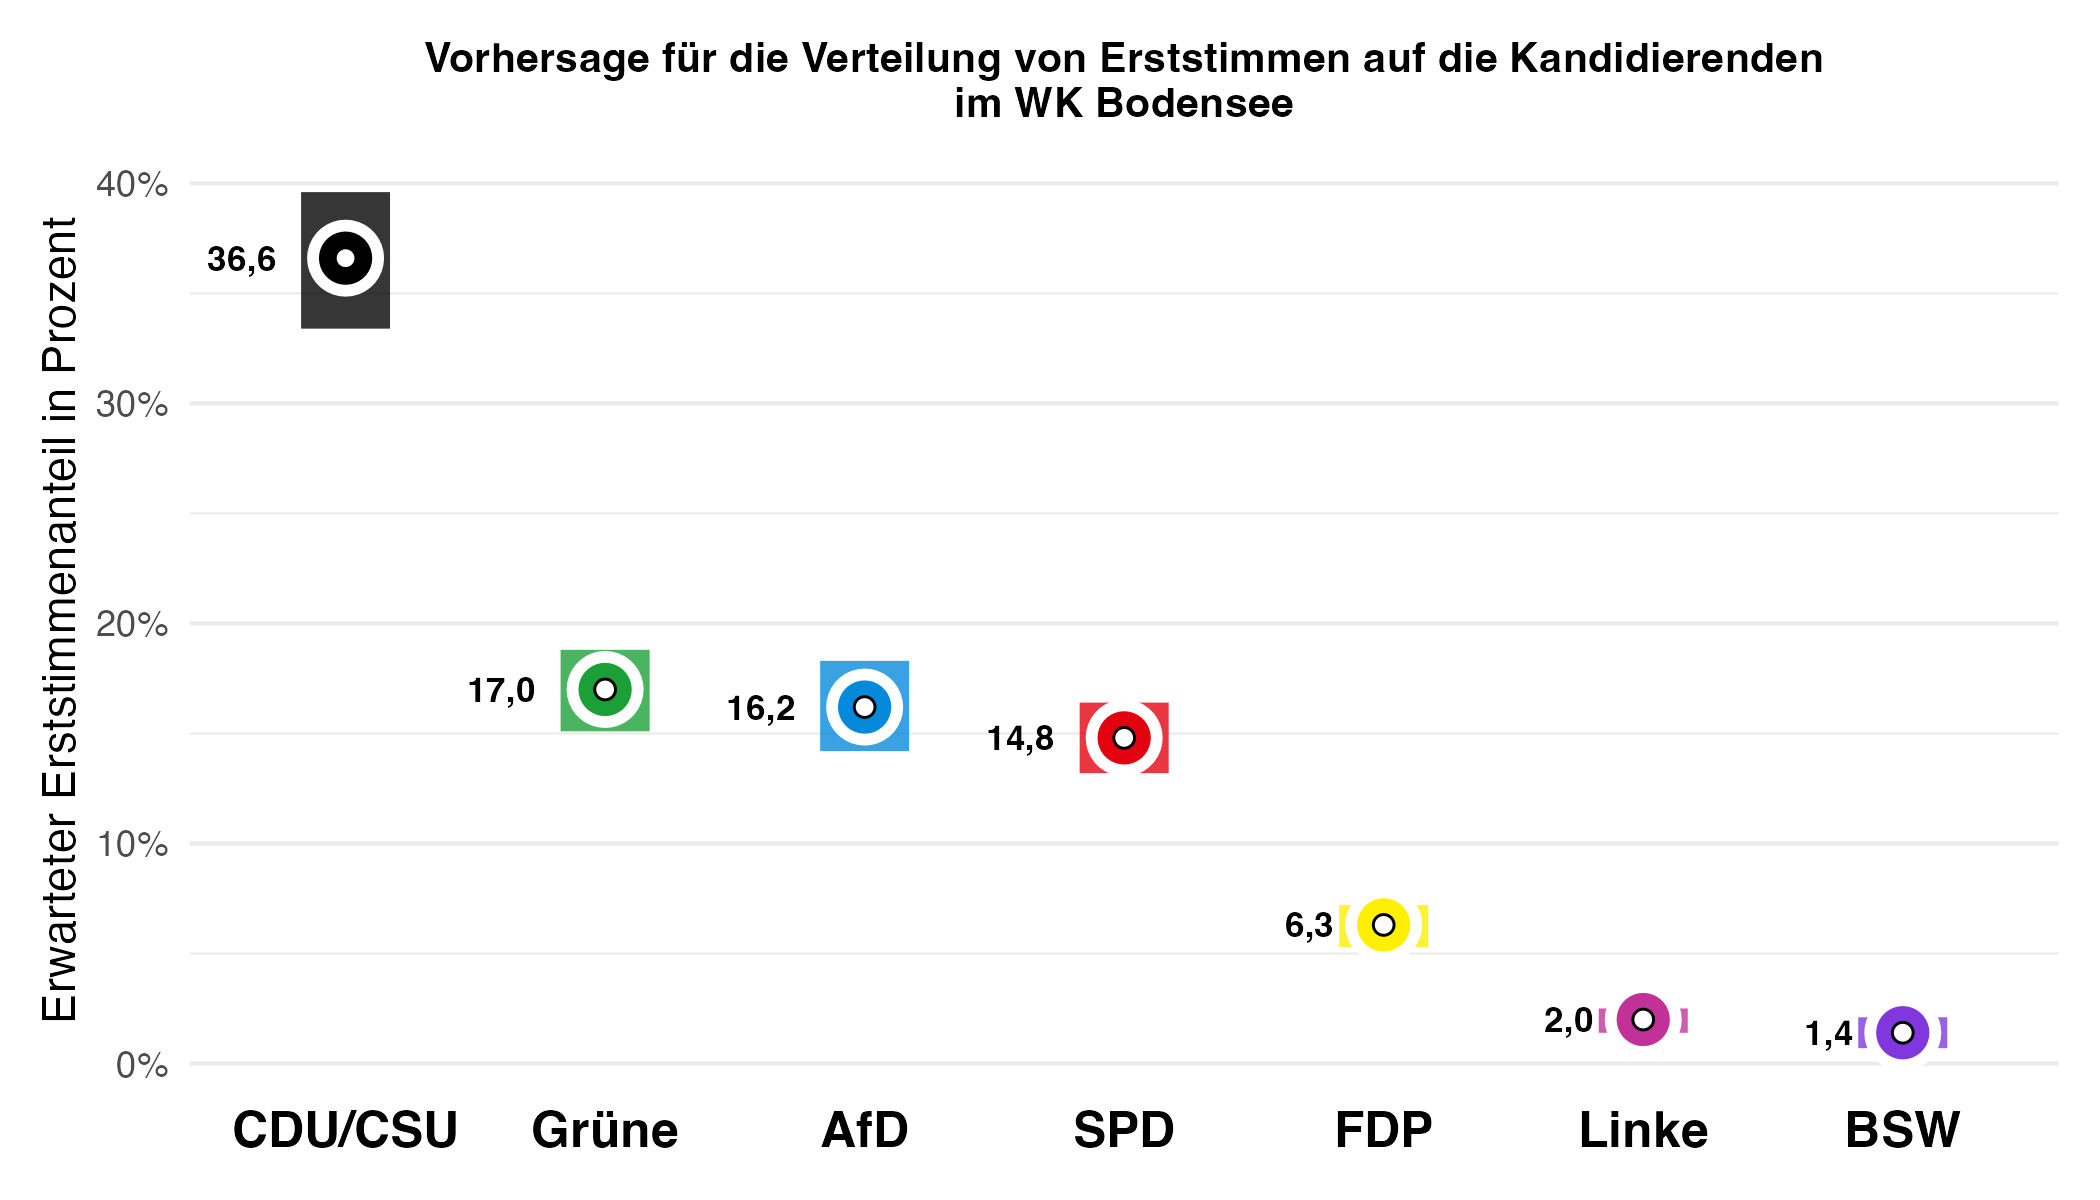 Vorhersage für die Verteilung von Erststimmen auf die Kandidierenden
im WK Bodensee
Erwarteter Erststimmenanteil in Prozent
40%
30%
20%
10%
0%
36,6
17,0
16,2
14,8
6,3
2,0
1,4
CDU/CSU
Grüne
AfD
SPD
FDP
Linke
BSW